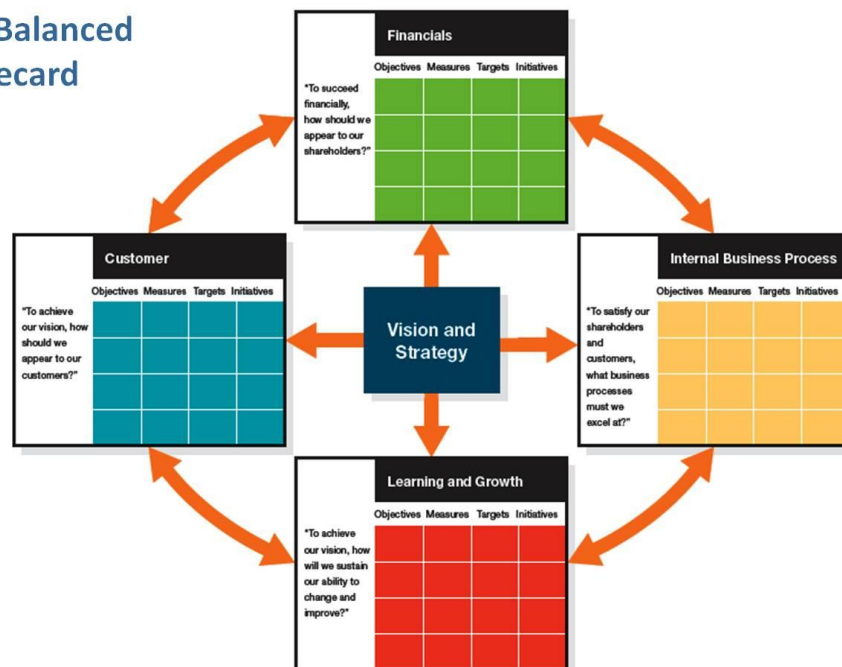 Balanced
ecard
Financials
Objectives Measures Targets Initiatives
"To succeed
financially,
how should we
appear to our
shareholders?"
Customer
Objectives Measures Targets Initiatives
"To achieve
our vision, how
should we
appear to our
customers?"
Vision and
Strategy
Internal Business Process
Objectives Measures Targets Initiatives
"To satisfy our
shareholders
and
customers,
what business
processes
must we
excel at?"
Learning and Growth
Objectives Measures Targets Initiatives
"To achieve
our vision, how
will we sustain
our ability to
change and
improve?"